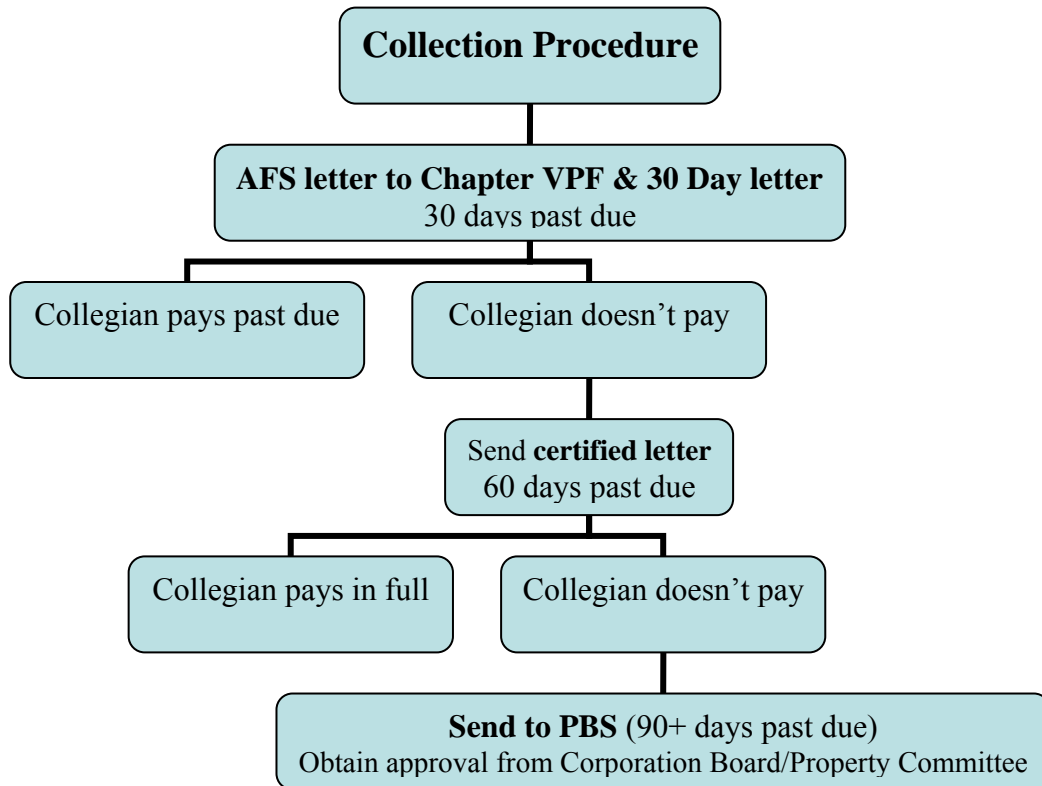 Collection Procedure
AFS letter to Chapter VPF & 30 Day letter
30 days past due
Collegian pays past due
Collegian doesn’t pay
Send certified letter
60 days past due
Collegian pays in full
Collegian doesn’t pay
Send to PBS (90+ days past due)
Obtain approval from Corporation Board/Property Committee